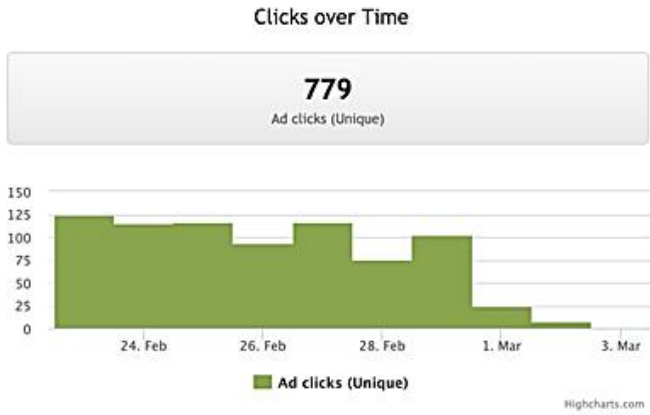 Clicks over Time
779
Ad clicks (Unique)
150
125
100
75
50
25
0
24. Feb 26. Feb 28. Feb 1. Mar 3. Mar
Ad clicks (Unique)
Highcharts.com